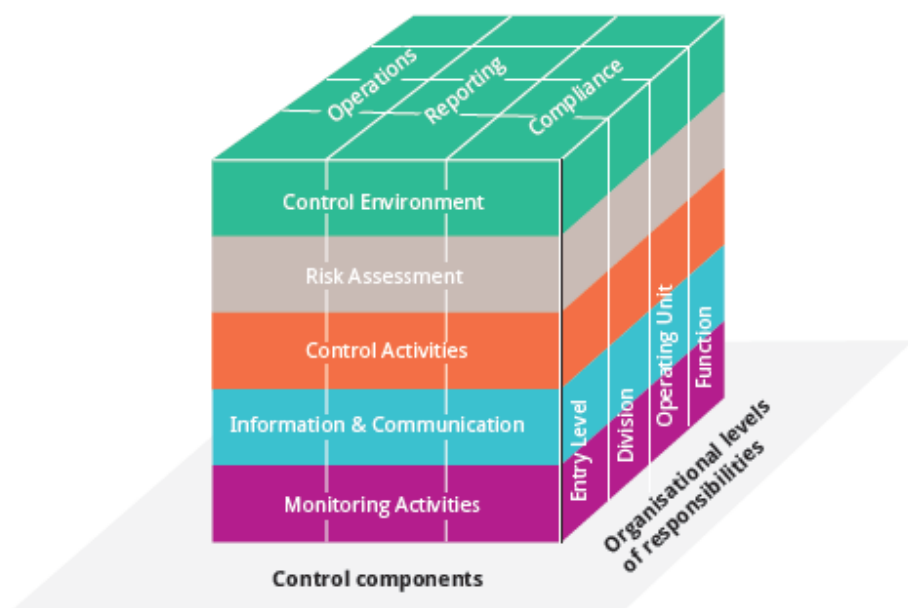 Operations
Reporting
Compliance
Control Environment
Risk Assessment
Control Activities
Information & Communication
Monitoring Activities
Entry Level
Division
Operating Unit
Function
Organisational levels
of responsibilities
Control components